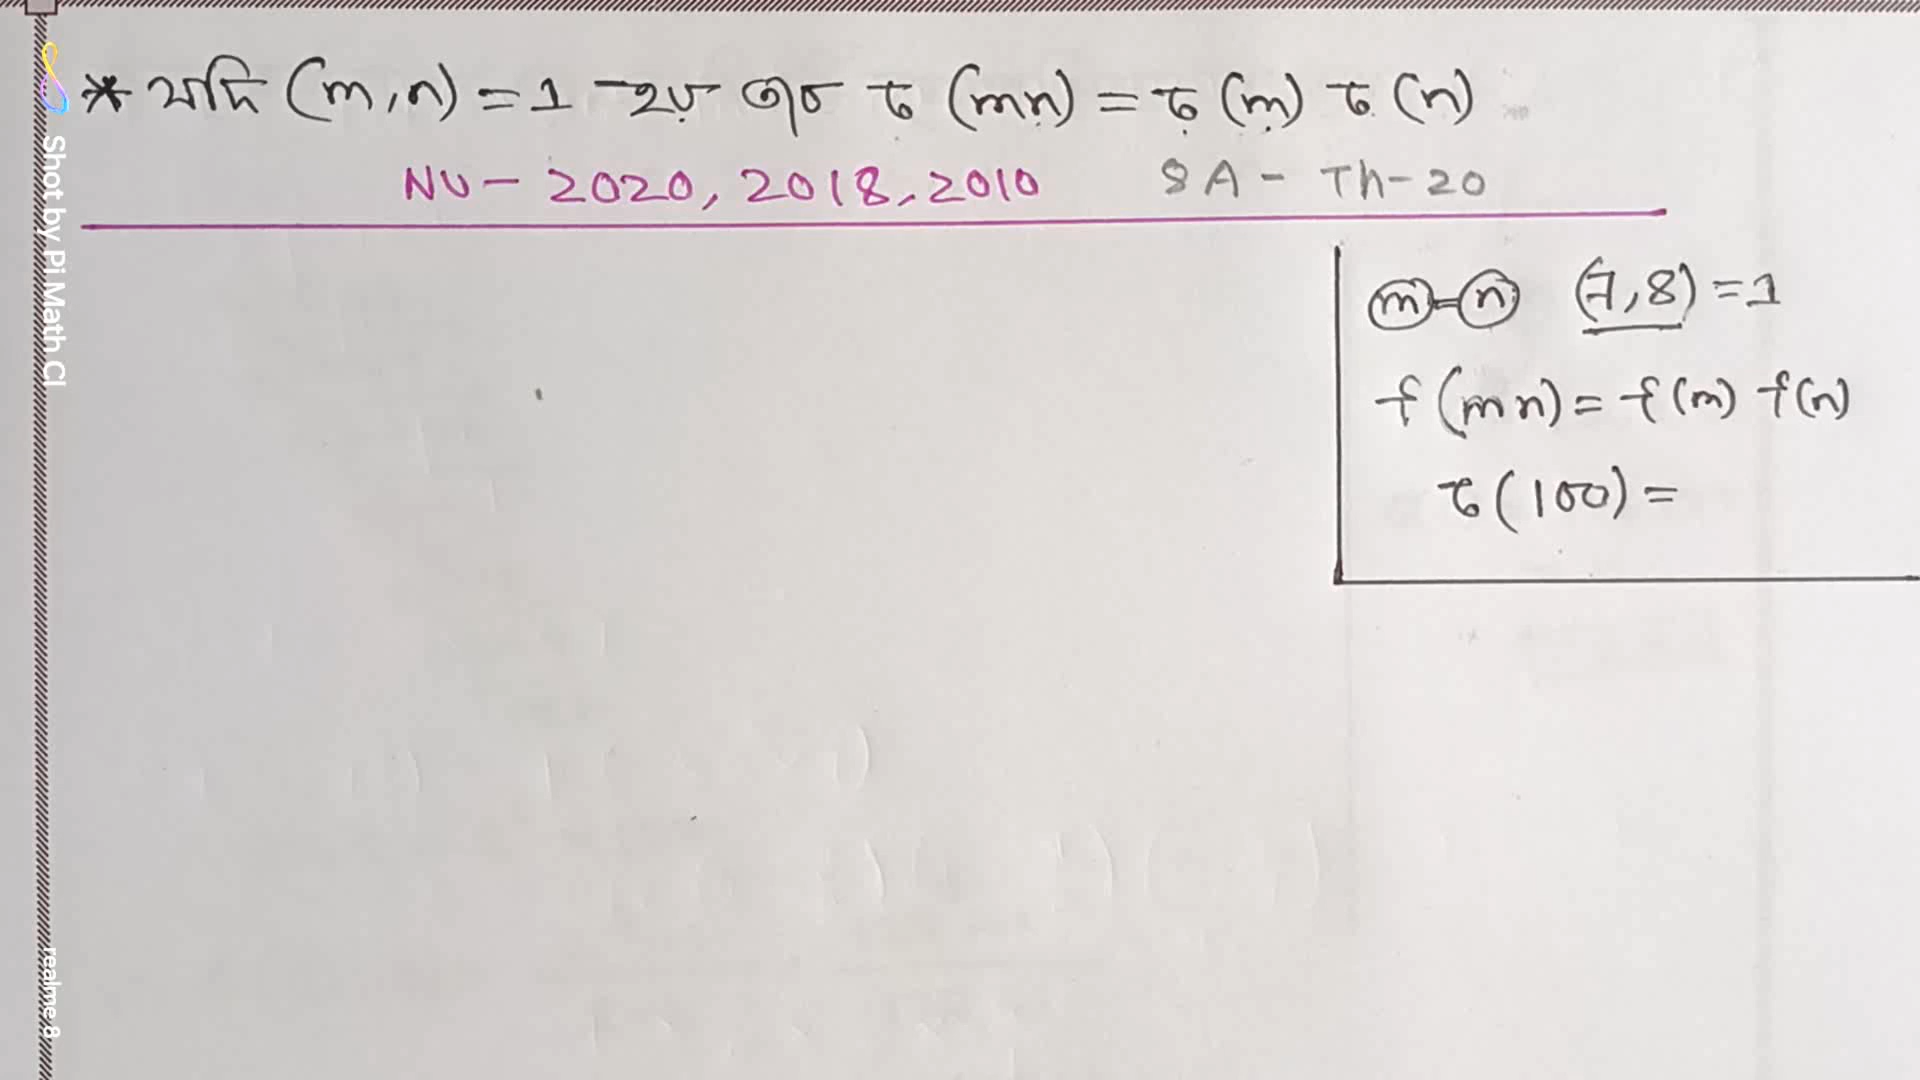 * যদি (m,n) = 1 হয় তবে τ (mn) = τ (m) τ (n)
NU - 2020, 2018, 2010 SA - Th-20
m - n (7,8) = 1
f (mn) = f(m) f(n)
τ (100) =
Shot by Pi Math Cl
realme 8